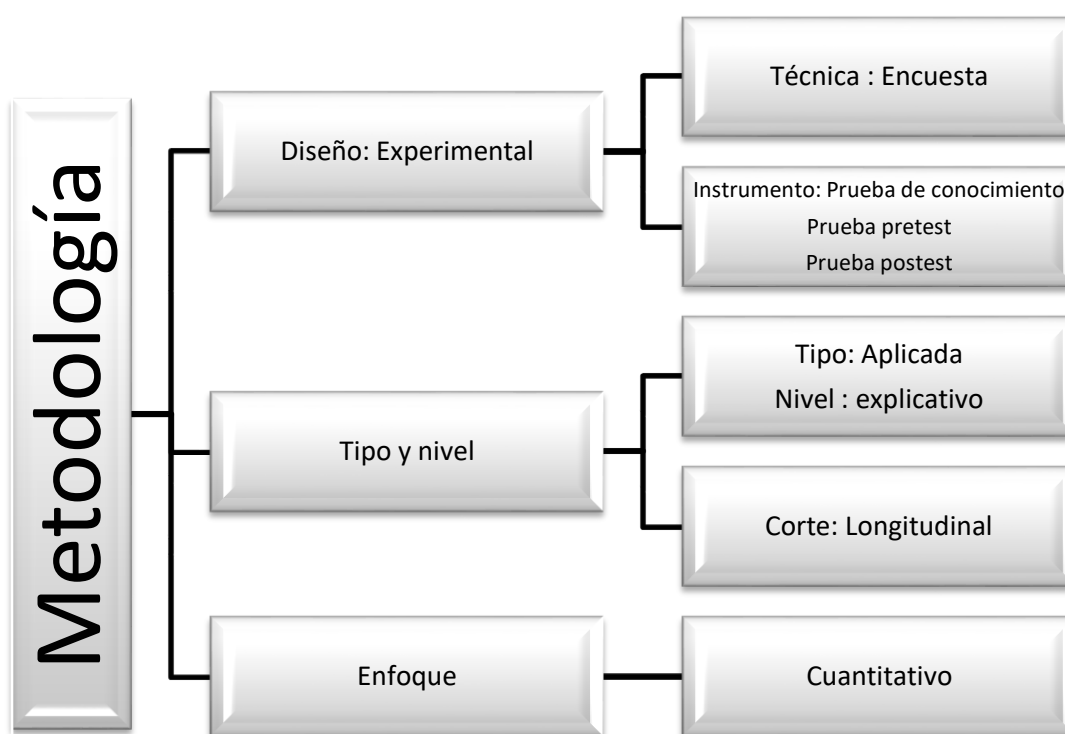 Metodología
Diseño: Experimental
Técnica : Encuesta
Instrumento: Prueba de conocimiento
Prueba pretest
Prueba postest
Tipo y nivel
Tipo: Aplicada
Nivel : explicativo
Corte: Longitudinal
Enfoque
Cuantitativo